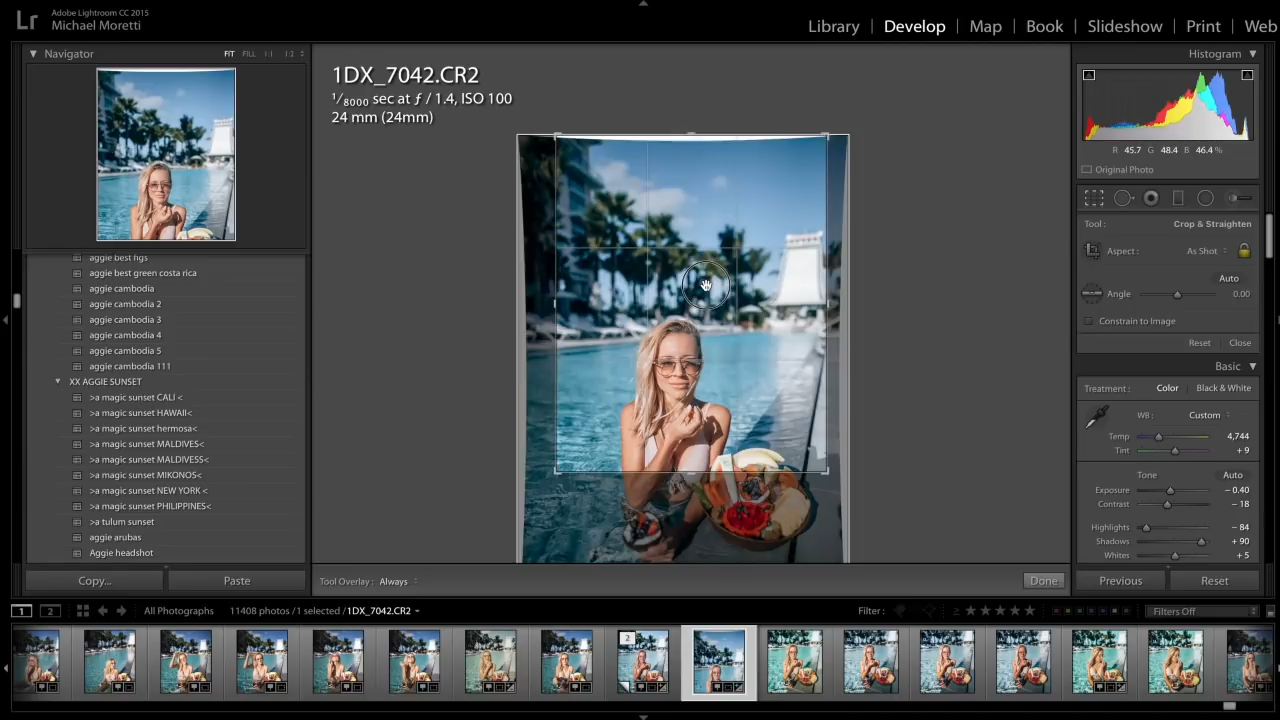 Lr
Adobe Lightroom CC 2015
Michael Moretti
Library | Develop | Map | Book | Slideshow | Print | Web
Navigator FIT FILL 1:1 1:2
aggie best green costa rica
aggie cambodia
aggie cambodia 2
aggie cambodia 3
aggie cambodia 4
aggie cambodia 5
aggie cambodia 111
XX AGGIE SUNSET
>a magic sunset CALI <
>a magic sunset HAWAII<
>a magic sunset hermosa<
>a magic sunset MALDIVES<
>a magic sunset MALDIVESS<
>a magic sunset MIKONOS<
>a magic sunset NEW YORK <
>a magic sunset PHILIPPINES<
>a tulum sunset
aggie arubas
Aggie headshot
Copy... Paste
1DX_7042.CR2
1/8000 sec at ƒ / 1.4, ISO 100
24 mm (24mm)
Tool Overlay : Always Done
Histogram
R 45.7 G 48.4 B 46.4 %
Original Photo
Tool : Crop & Straighten
Aspect : As Shot
Auto
Angle 0.00
Constrain to Image
Reset Close
Basic
Treatment : Color Black & White
WB : Custom
Temp 4,744
Tint + 9
Tone Auto
Exposure − 0.40
Contrast − 18
Highlights − 84
Shadows + 90
Whites + 5
Previous Reset
1 2 All Photographs 11408 photos / 1 selected / 1DX_7042.CR2 Filter : ≥ Filters Off
2